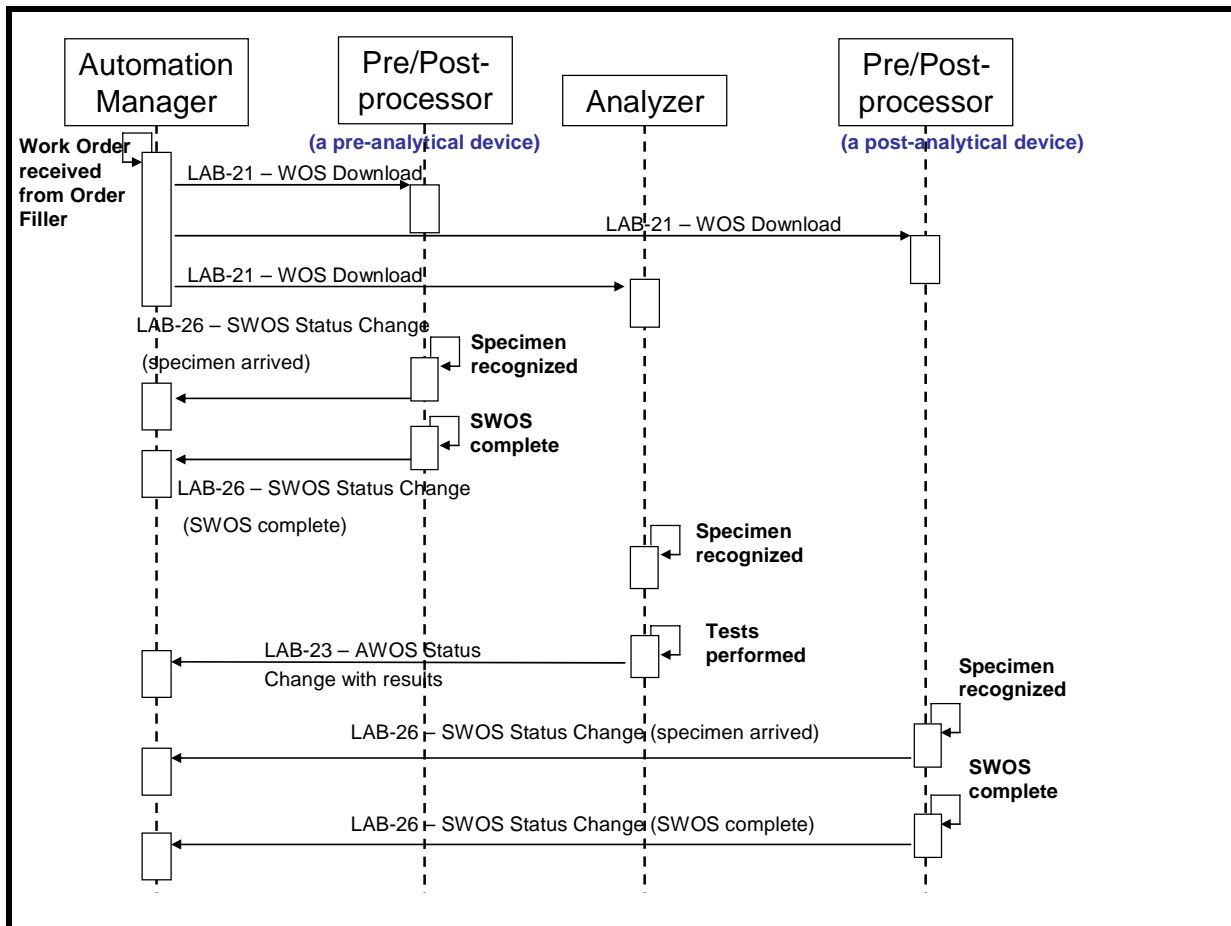 Automation
Manager
Pre/Post-
processor
(a pre-analytical device)
Analyzer
Pre/Post-
processor
(a post-analytical device)
Work Order
received
from Order
Filler
LAB-21 – WOS Download
LAB-21 – WOS Download
LAB-21 – WOS Download
LAB-26 – SWOS Status Change
(specimen arrived)
Specimen
recognized
SWOS
complete
LAB-26 – SWOS Status Change
(SWOS complete)
Specimen
recognized
Tests
performed
LAB-23 – AWOS Status
Change with results
Specimen
recognized
LAB-26 – SWOS Status Change (specimen arrived)
SWOS
complete
LAB-26 – SWOS Status Change (SWOS complete)